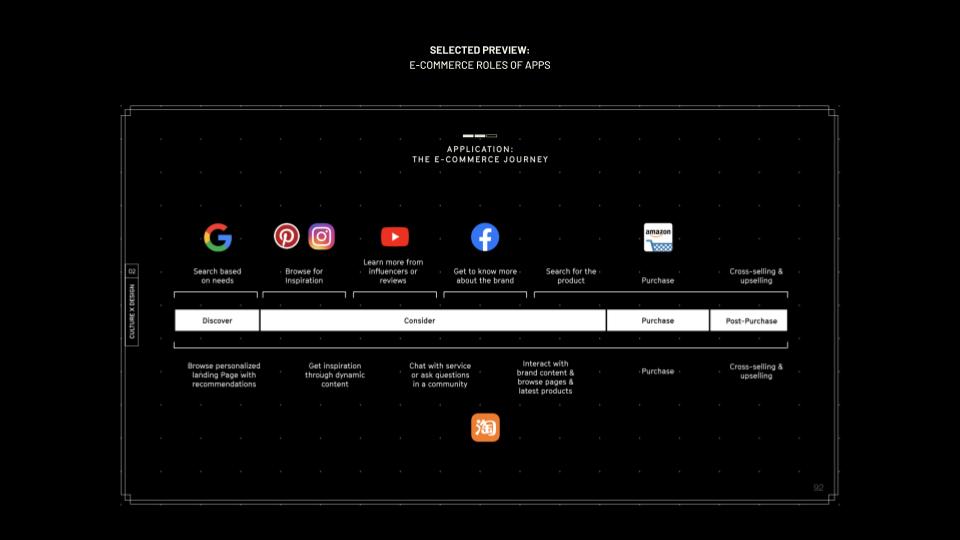 SELECTED PREVIEW:
E-COMMERCE ROLES OF APPS
APPLICATION:
THE E-COMMERCE JOURNEY
02
CULTURE X DESIGN
amazon
Search based
on needs
Browse for
Inspiration
Learn more from
influencers or
reviews
Get to know more
about the brand
Search for the
product
Purchase
Cross-selling &
upselling
Discover
Consider
Purchase
Post-Purchase
Browse personalized
landing Page with
recommendations
Get inspiration
through dynamic
content
Chat with service
or ask questions
in a community
Interact with
brand content &
browse pages &
latest products
Purchase
Cross-selling &
upselling
淘
92